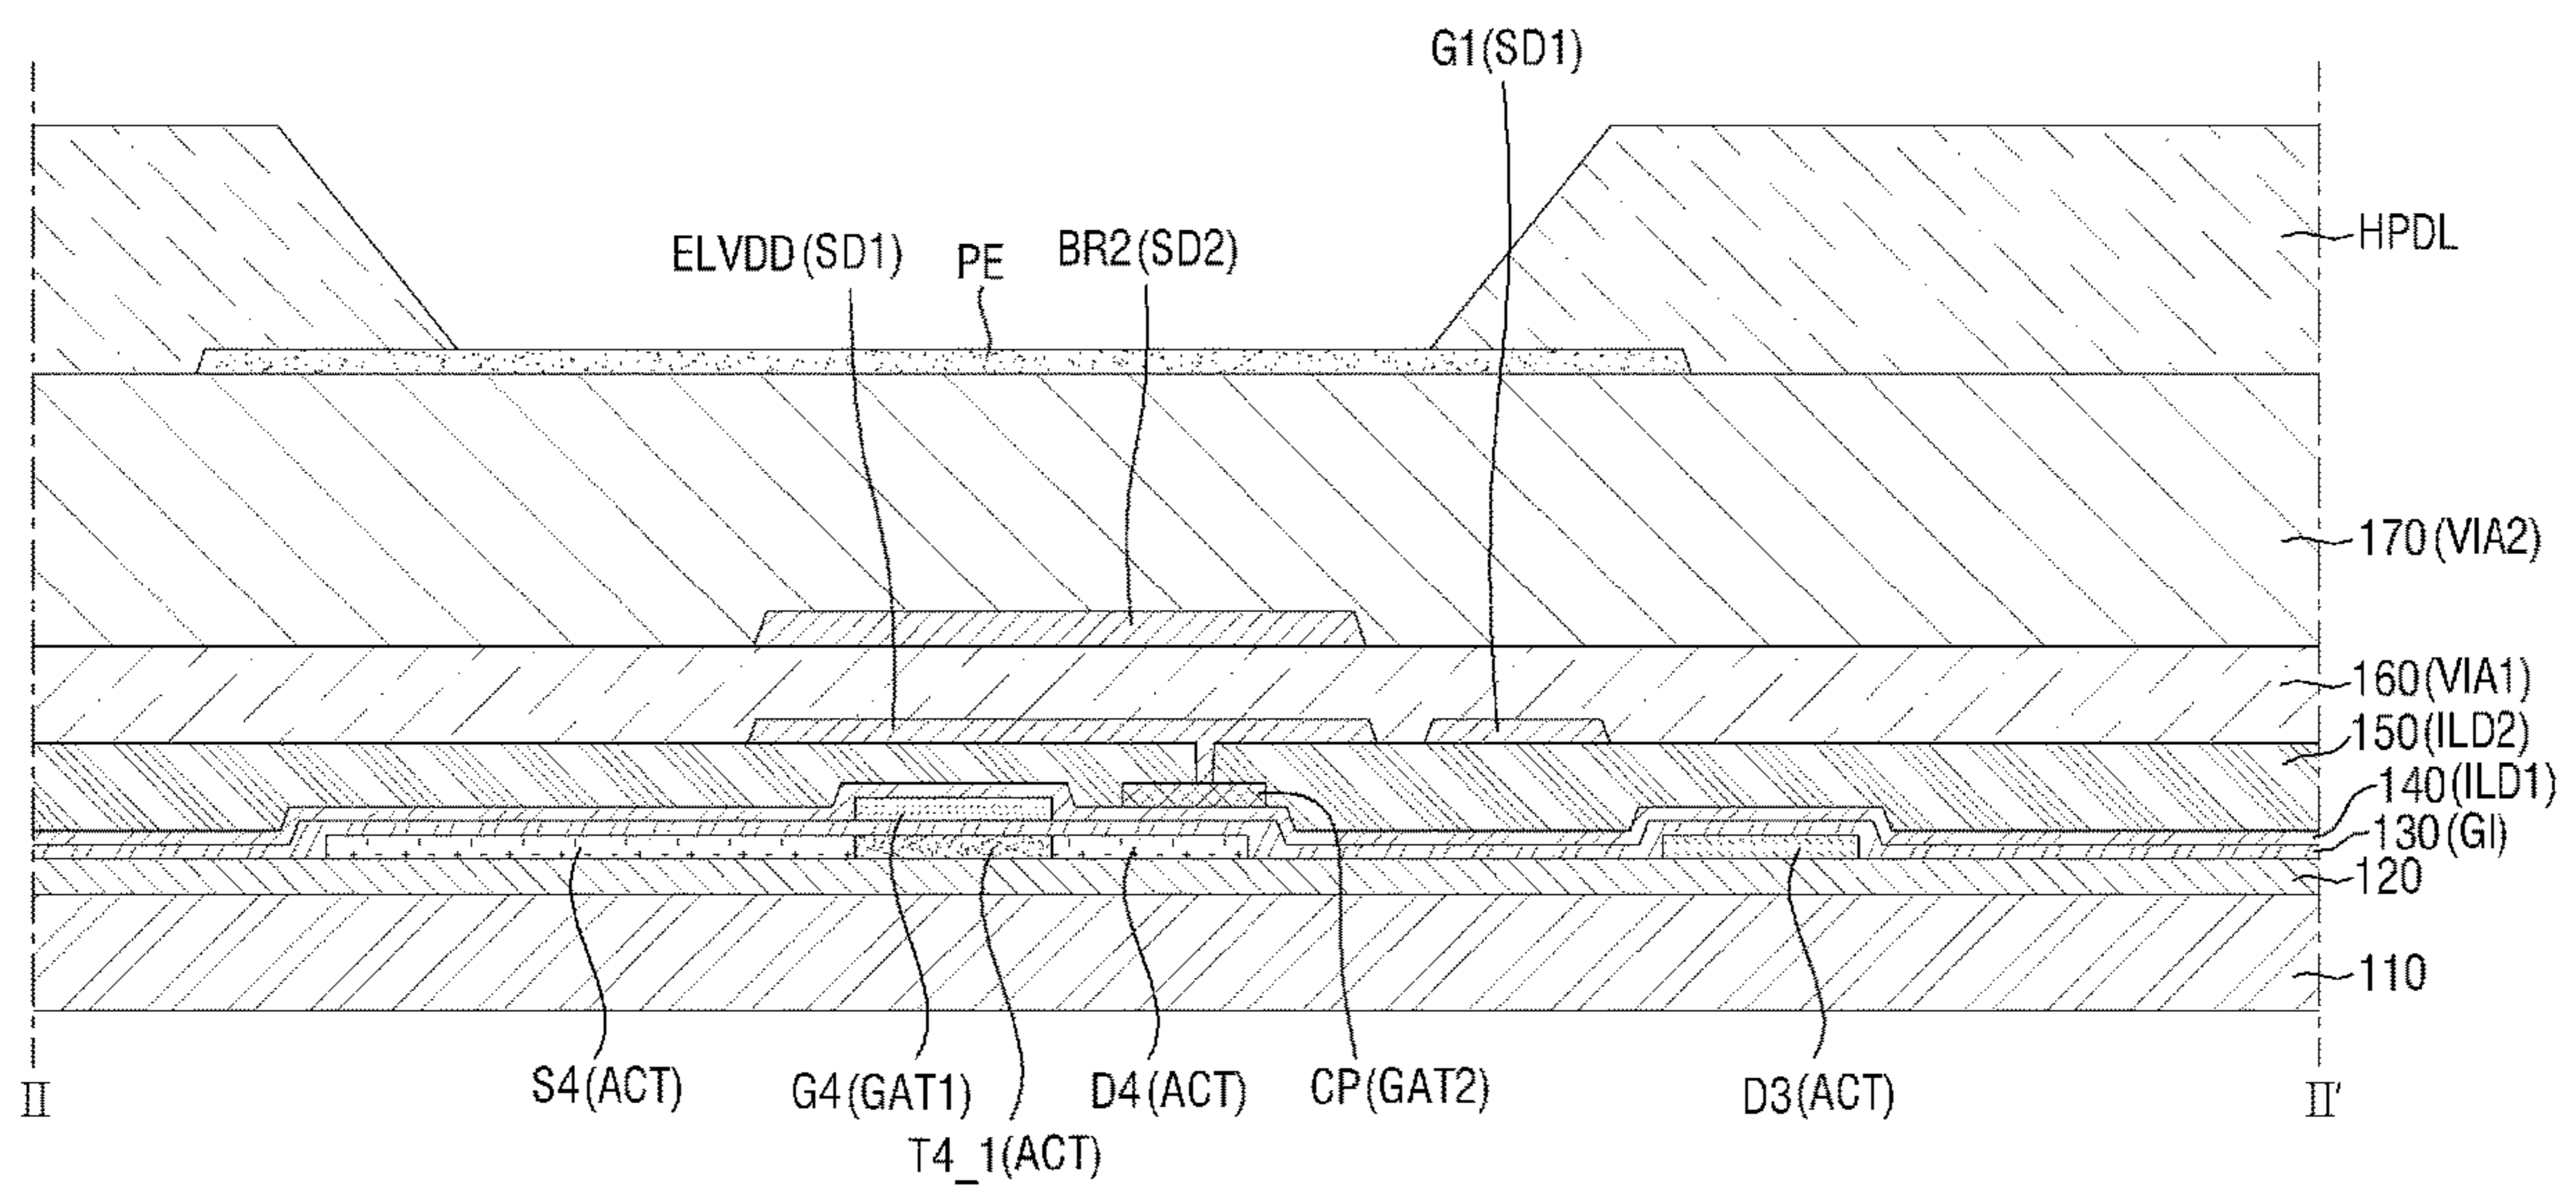 G1(SD1)
ELVDD(SD1)
PE
BR2(SD2)
HPDL
170(VIA2)
160(VIA1)
150(ILD2)
140(ILD1)
130(GI)
120
110
S4(ACT)
G4(GAT1)
T4_1(ACT)
D4(ACT)
CP(GAT2)
D3(ACT)
II
II'